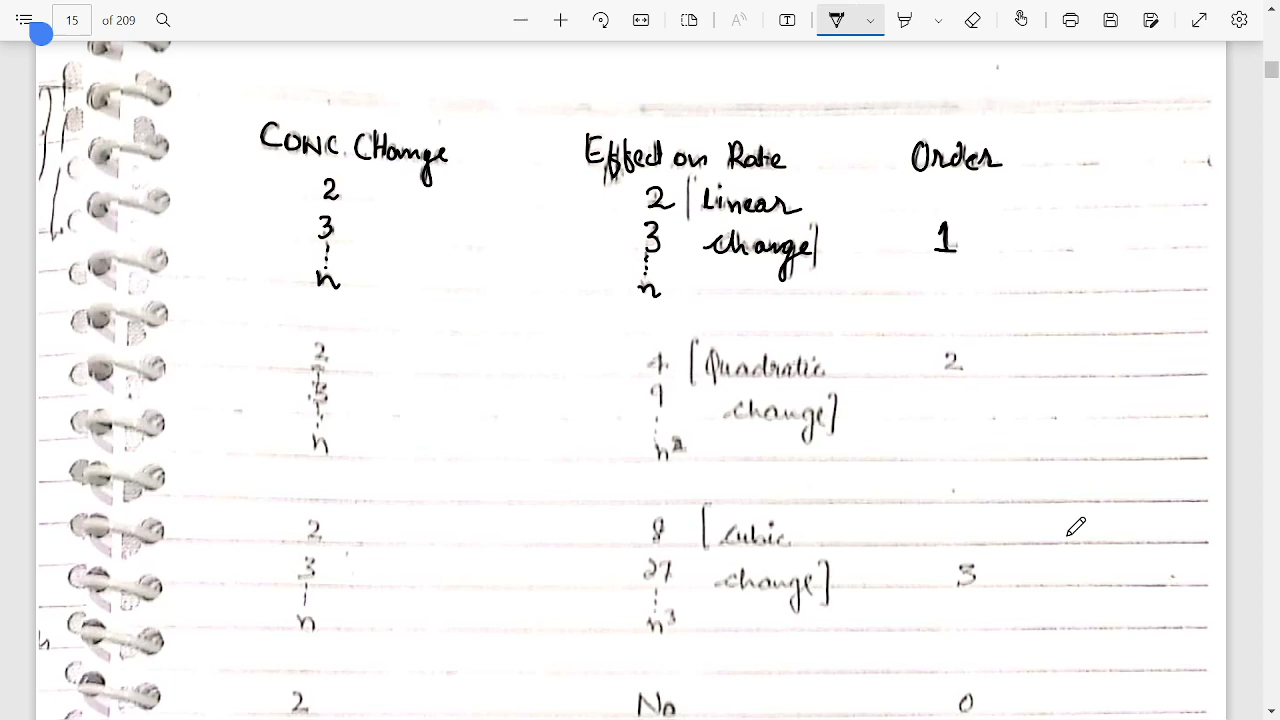 15 of 209
CONC. CHange Effect on Rate Order
2 2 [Linear
3 3 change] 1
n n
2 4 [Quadratic 2
3 9 change]
n n²
2 8 [cubic
3 27 change] 3
n n³
2 No 0